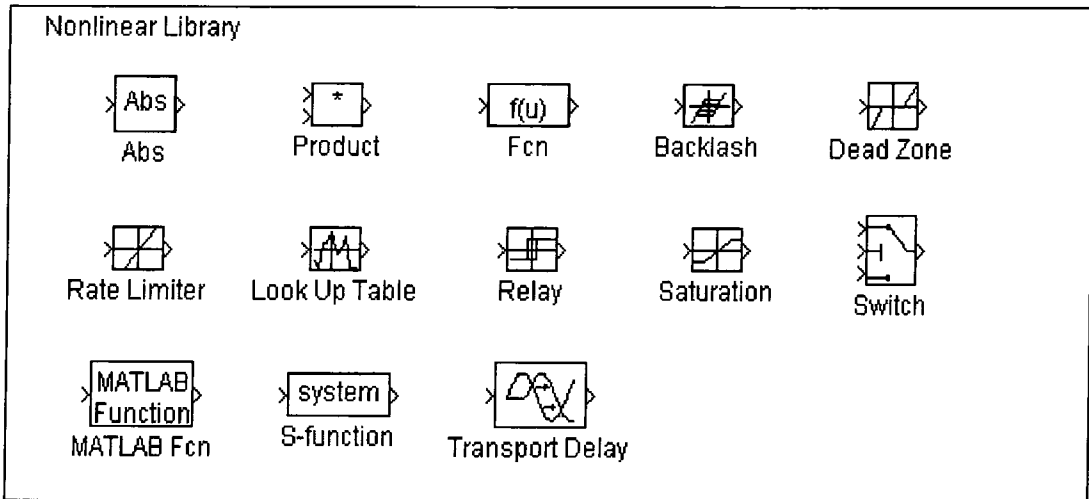 Nonlinear Library
Abs
*
f(u)
Abs
Product
Fcn
Backlash
Dead Zone
Rate Limiter
Look Up Table
Relay
Saturation
Switch
MATLAB
Function
system
MATLAB Fcn
S-function
Transport Delay